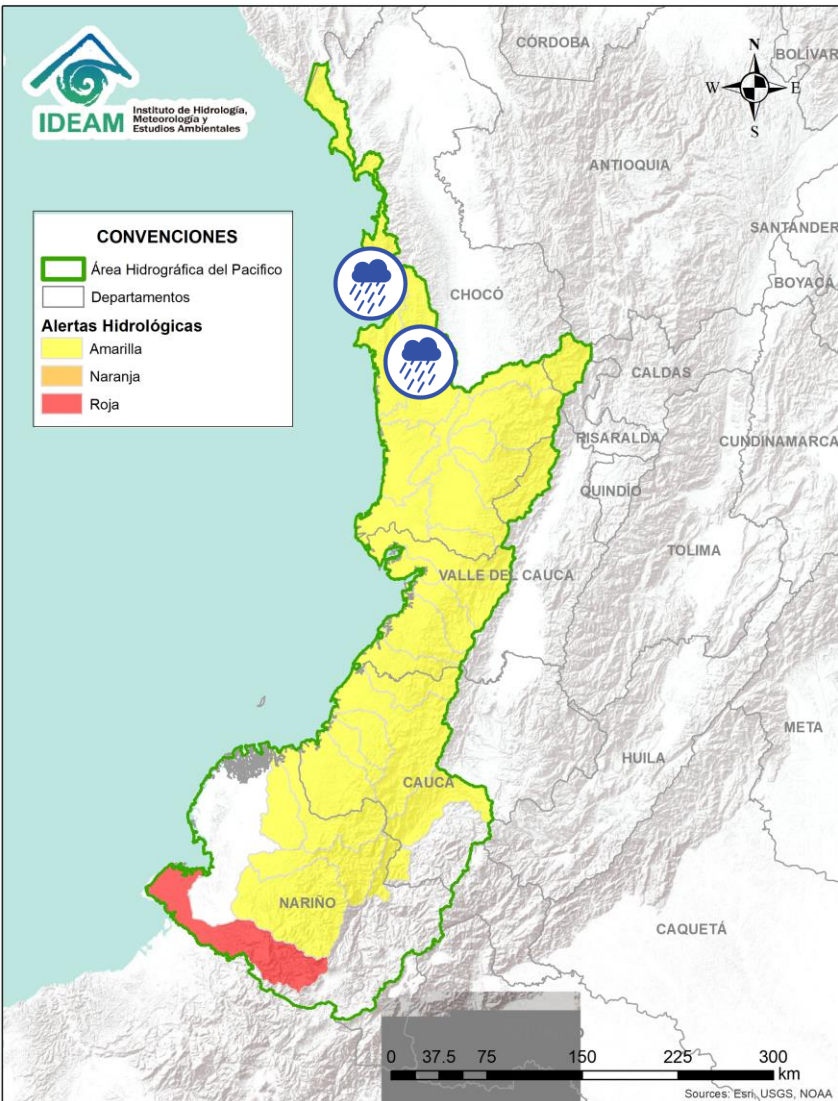 IDEAM
Instituto de Hidrología,
Meteorología y
Estudios Ambientales
N
W
E
S
CÓRDOBA
BOLÍVAR
ANTIOQUIA
SANTANDER
BOYACÁ
CHOCÓ
CALDAS
RISARALDA
CUNDINAMARCA
QUINDÍO
TOLIMA
VALLE DEL CAUCA
META
HUILA
CAUCA
NARIÑO
CAQUETÁ
CONVENCIONES
Área Hidrográfica del Pacifico
Departamentos
Alertas Hidrológicas
Amarilla
Naranja
Roja
0 37.5 75 150 225 300
km
Sources: Esri, USGS, NOAA